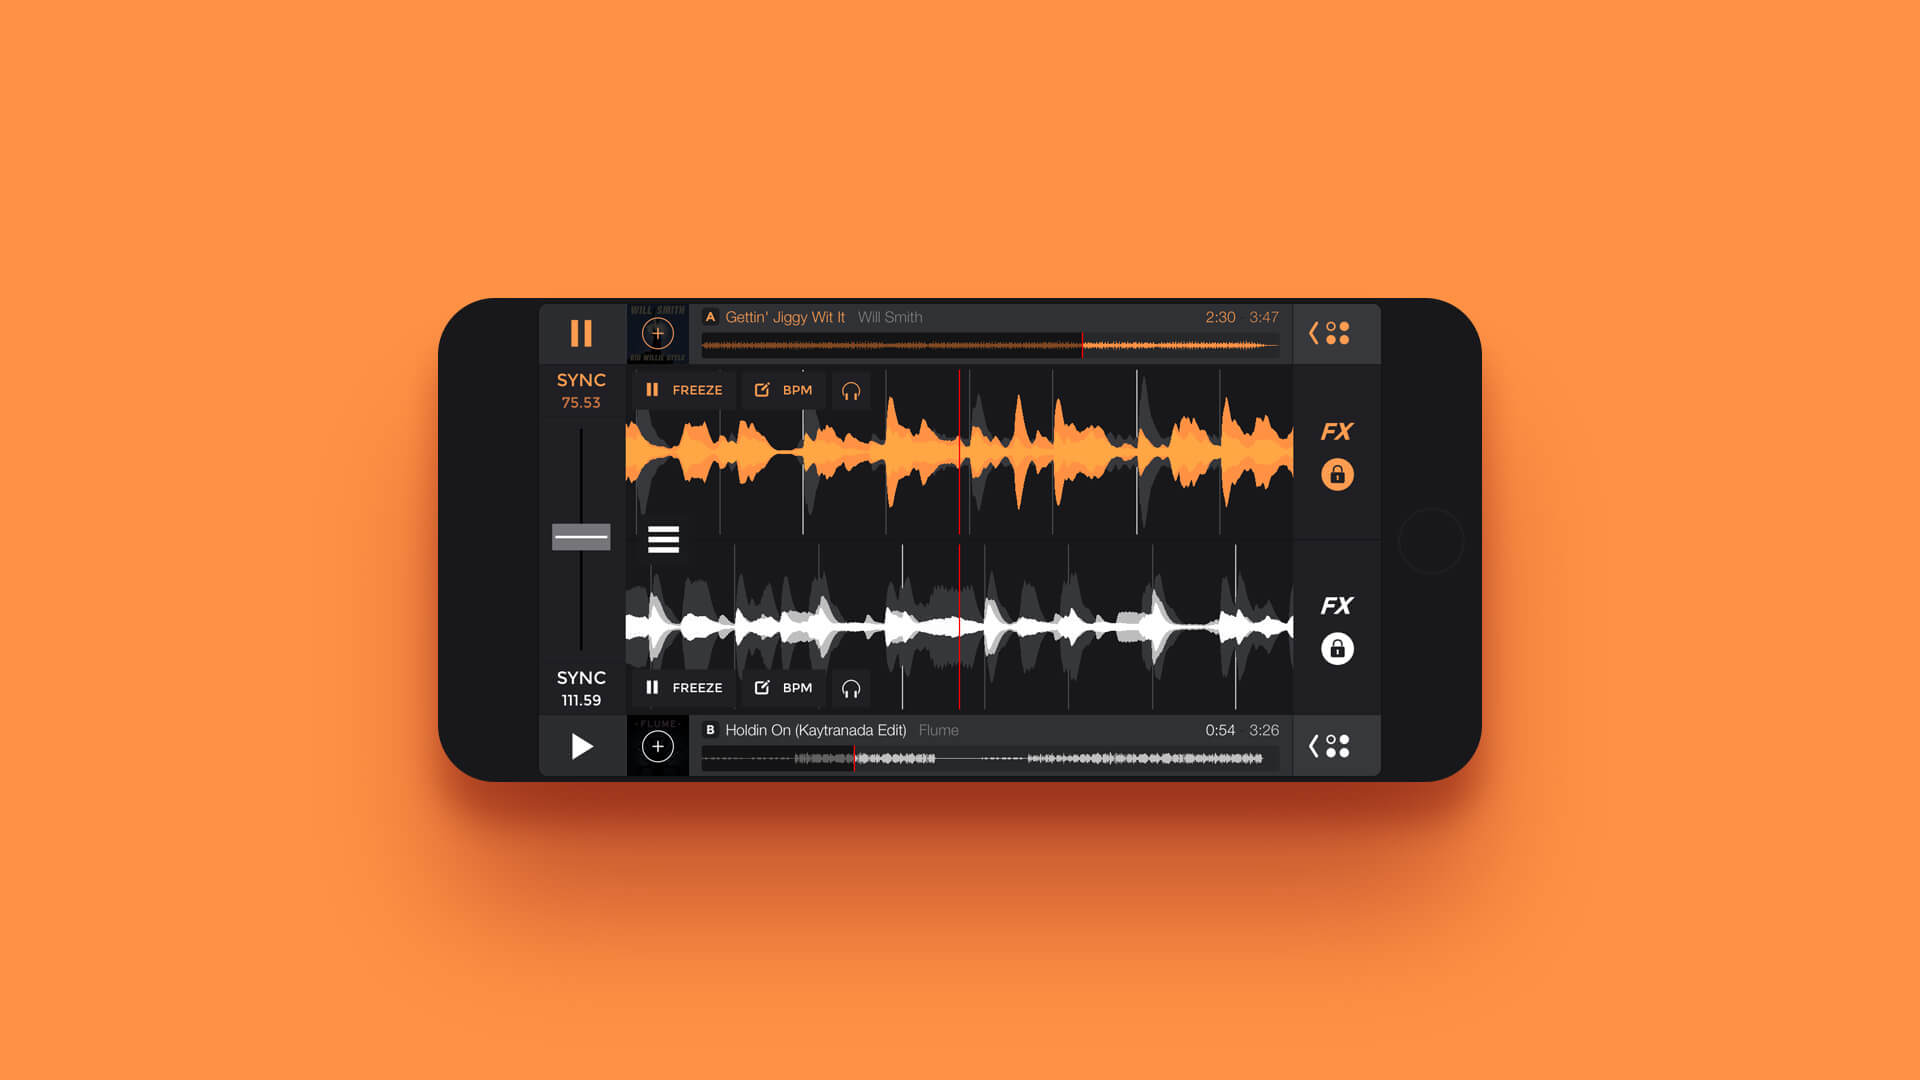 WILL SMITH
BIG WILLIE STYLE
A Gettin' Jiggy Wit It Will Smith 2:30 3:47
SYNC
75.53
FREEZE BPM
FX
FX
SYNC
111.59
FREEZE BPM
-FLUME-
B Holdin On (Kaytranada Edit) Flume 0:54 3:26